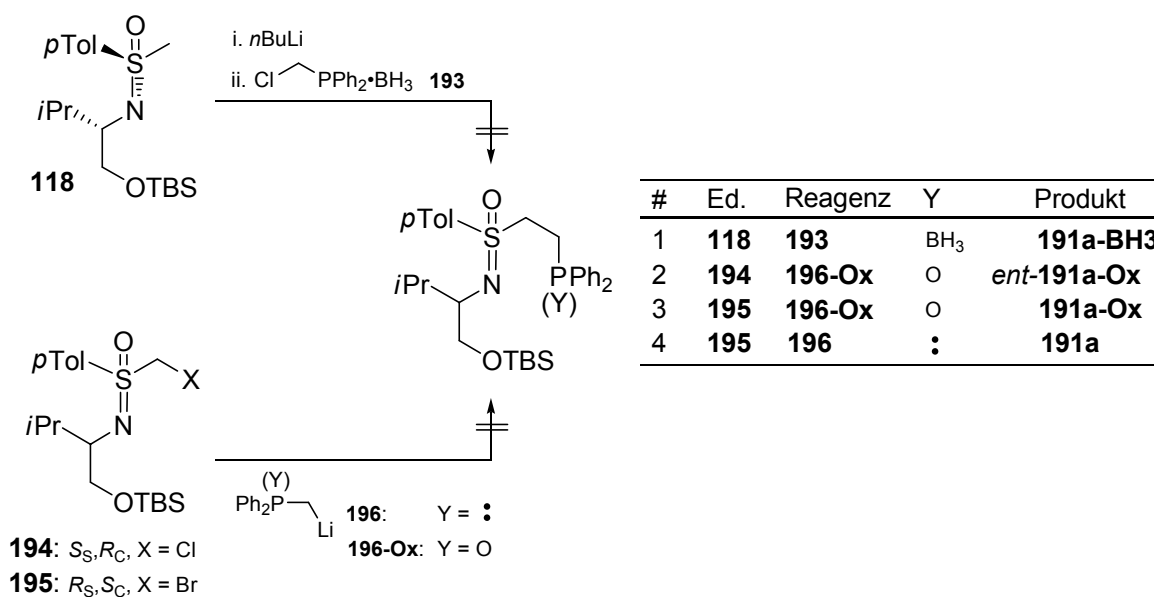 O
pTol
S
N
iPr
OTBS
118
i. nBuLi
ii. Cl PPh2•BH3 193
O
pTol
S
N
PPh2
(Y)
iPr
OTBS
# Ed. Reagenz Y Produkt
1 118 193 BH3 191a-BH3
2 194 196-Ox O ent-191a-Ox
3 195 196-Ox O 191a-Ox
4 195 196 : 191a
O
pTol
S
X
N
iPr
OTBS
194: SS,RC, X = Cl
195: RS,SC, X = Br
(Y)
Ph2P
Li
196: Y = :
196-Ox: Y = O